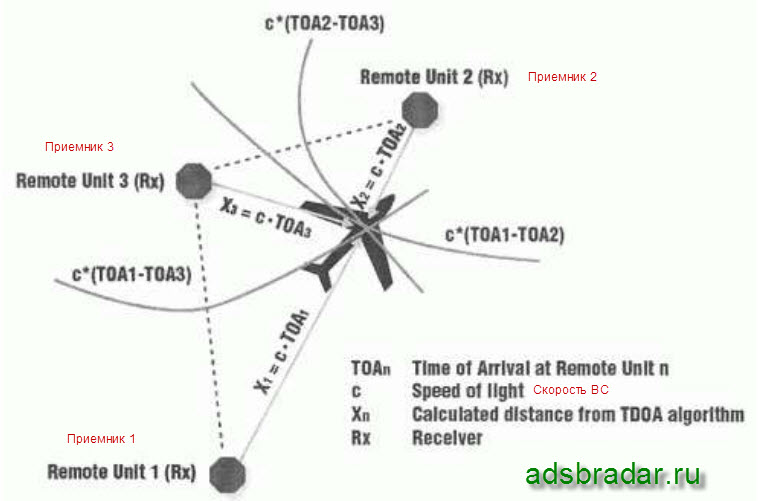 c*(TOA2-TOA3)
Remote Unit 2 (Rx) Приемник 2
Приемник 3
Remote Unit 3 (Rx)
X2 = c·TOA2
X3 = c·TOA3
c*(TOA1-TOA2)
c*(TOA1-TOA3)
X1 = c·TOA1
TOAn Time of Arrival at Remote Unit n
c Speed of light Скорость ВС
Xn Calculated distance from TDOA algorithm
Rx Receiver
Приемник 1
Remote Unit 1 (Rx)
adsbradar.ru